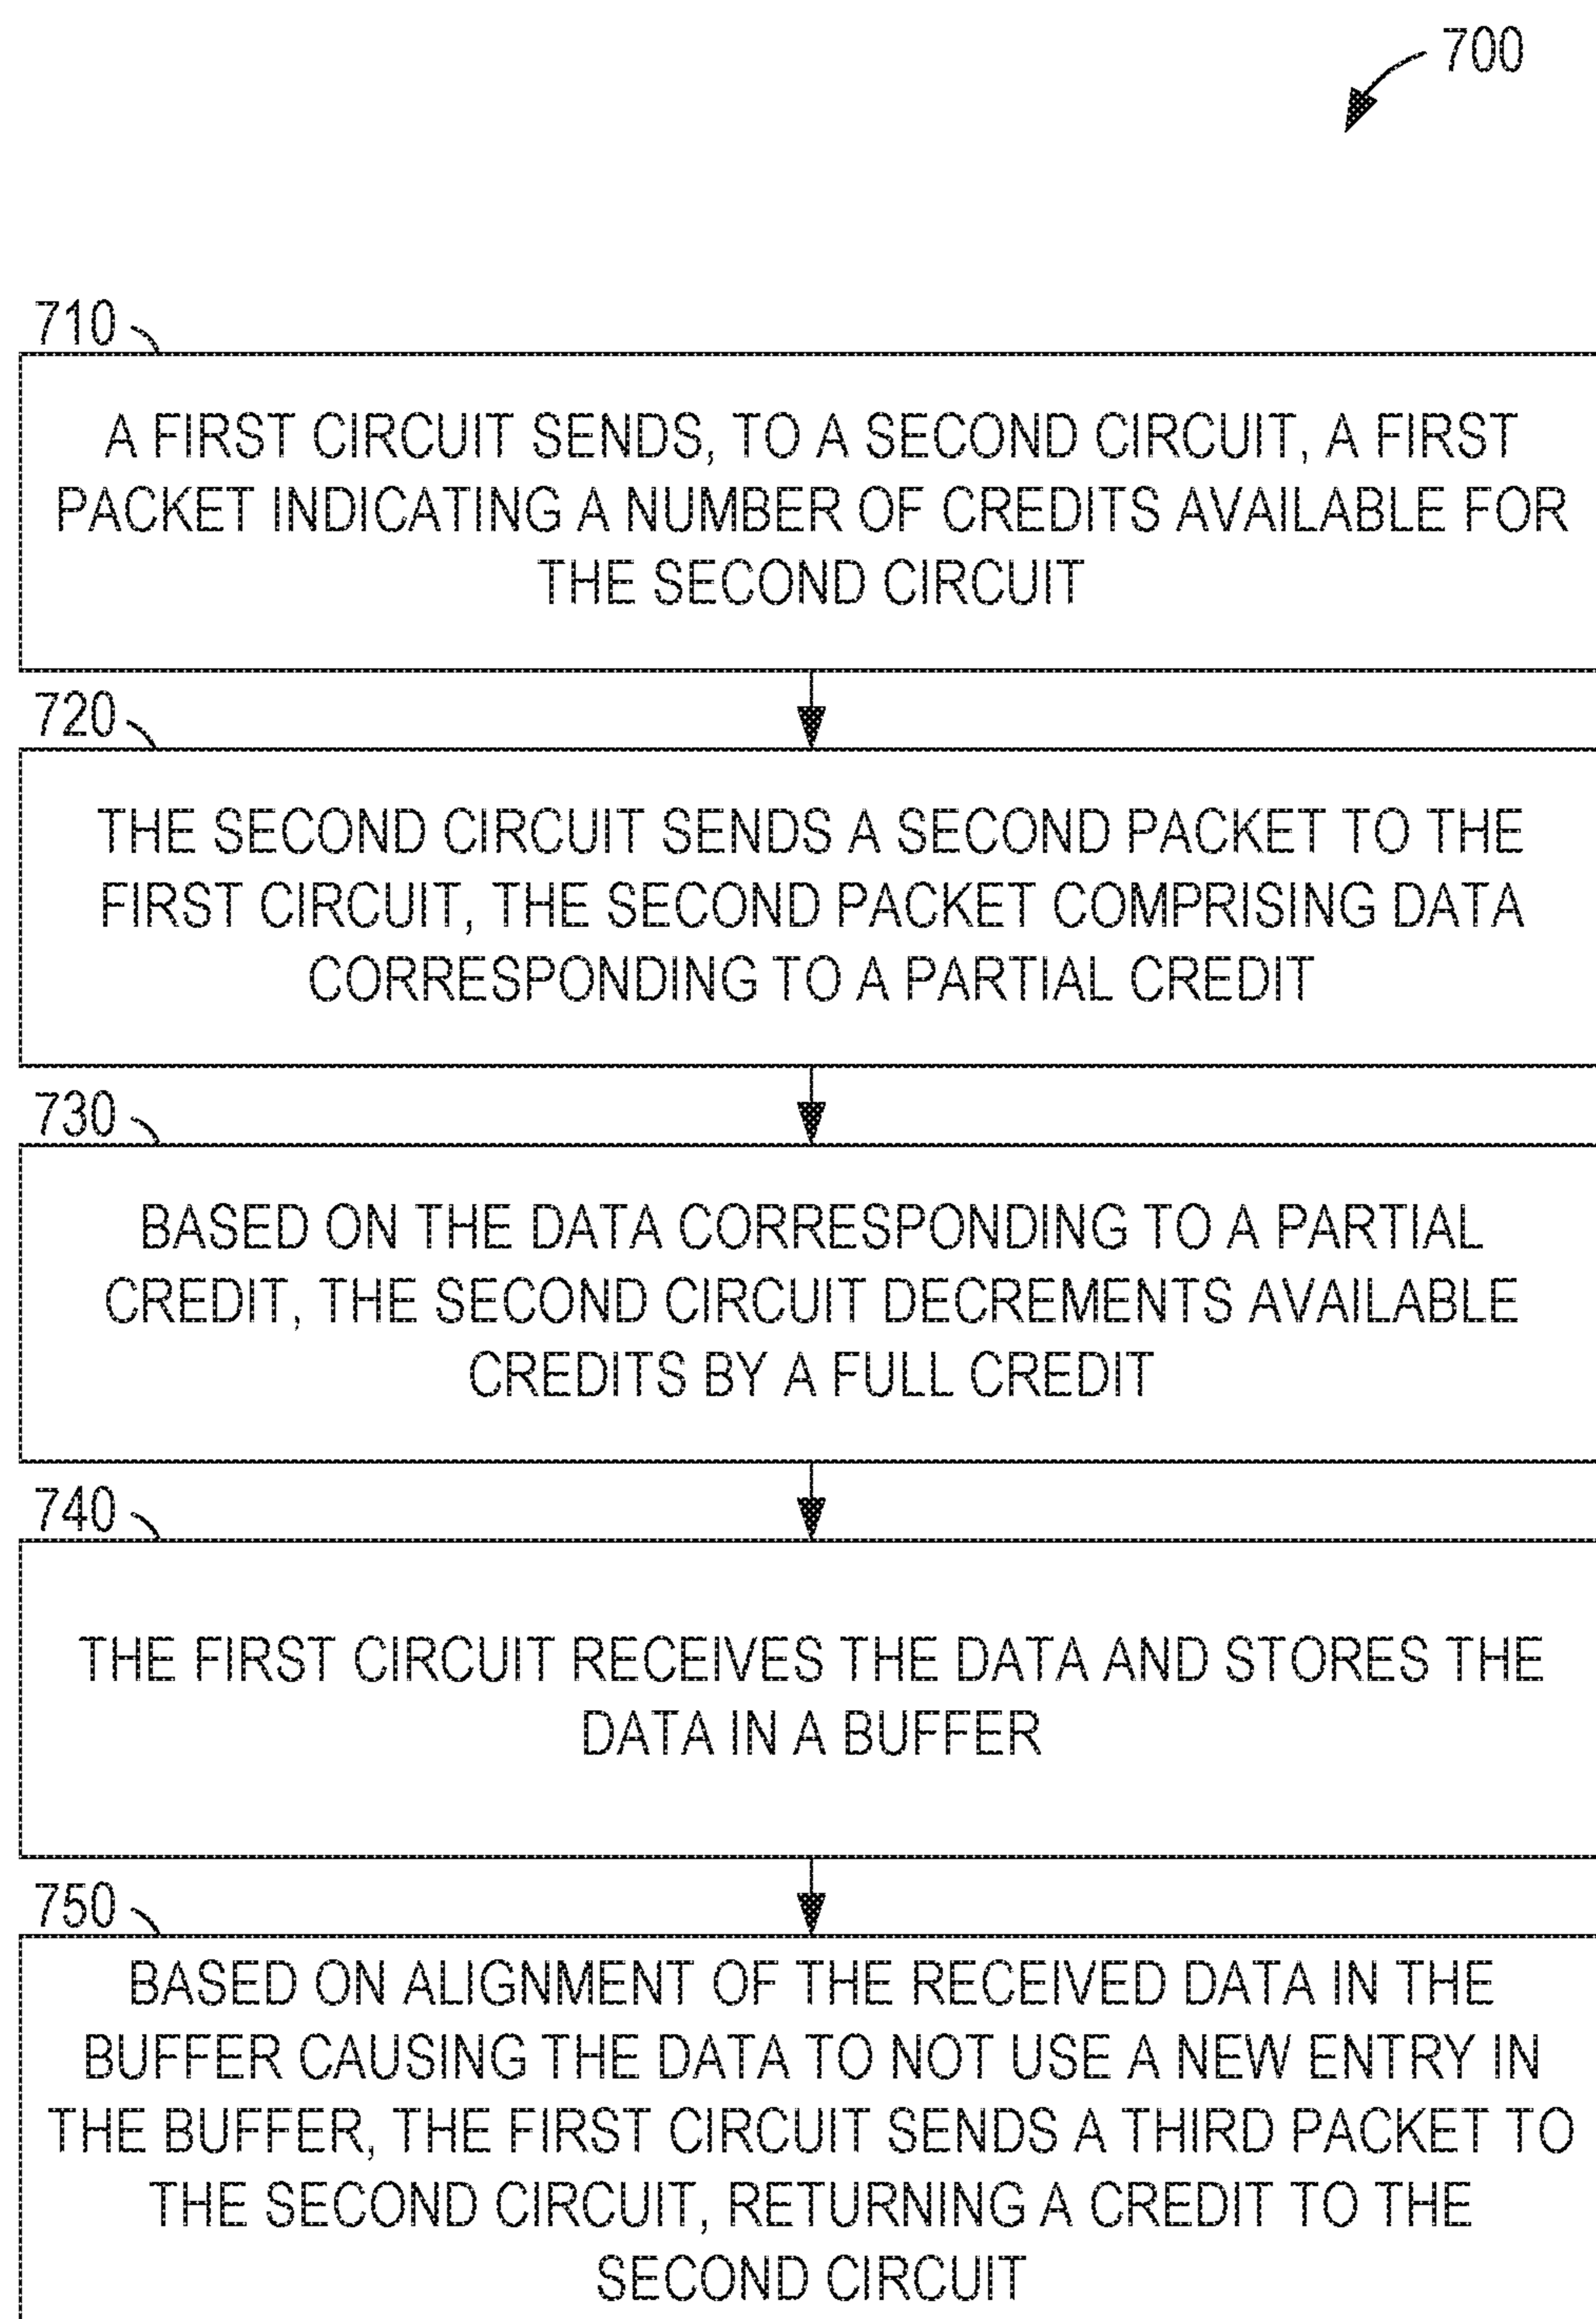 700
710
A FIRST CIRCUIT SENDS, TO A SECOND CIRCUIT, A FIRST
PACKET INDICATING A NUMBER OF CREDITS AVAILABLE FOR
THE SECOND CIRCUIT
720
THE SECOND CIRCUIT SENDS A SECOND PACKET TO THE
FIRST CIRCUIT, THE SECOND PACKET COMPRISING DATA
CORRESPONDING TO A PARTIAL CREDIT
730
BASED ON THE DATA CORRESPONDING TO A PARTIAL
CREDIT, THE SECOND CIRCUIT DECREMENTS AVAILABLE
CREDITS BY A FULL CREDIT
740
THE FIRST CIRCUIT RECEIVES THE DATA AND STORES THE
DATA IN A BUFFER
750
BASED ON ALIGNMENT OF THE RECEIVED DATA IN THE
BUFFER CAUSING THE DATA TO NOT USE A NEW ENTRY IN
THE BUFFER, THE FIRST CIRCUIT SENDS A THIRD PACKET TO
THE SECOND CIRCUIT, RETURNING A CREDIT TO THE
SECOND CIRCUIT